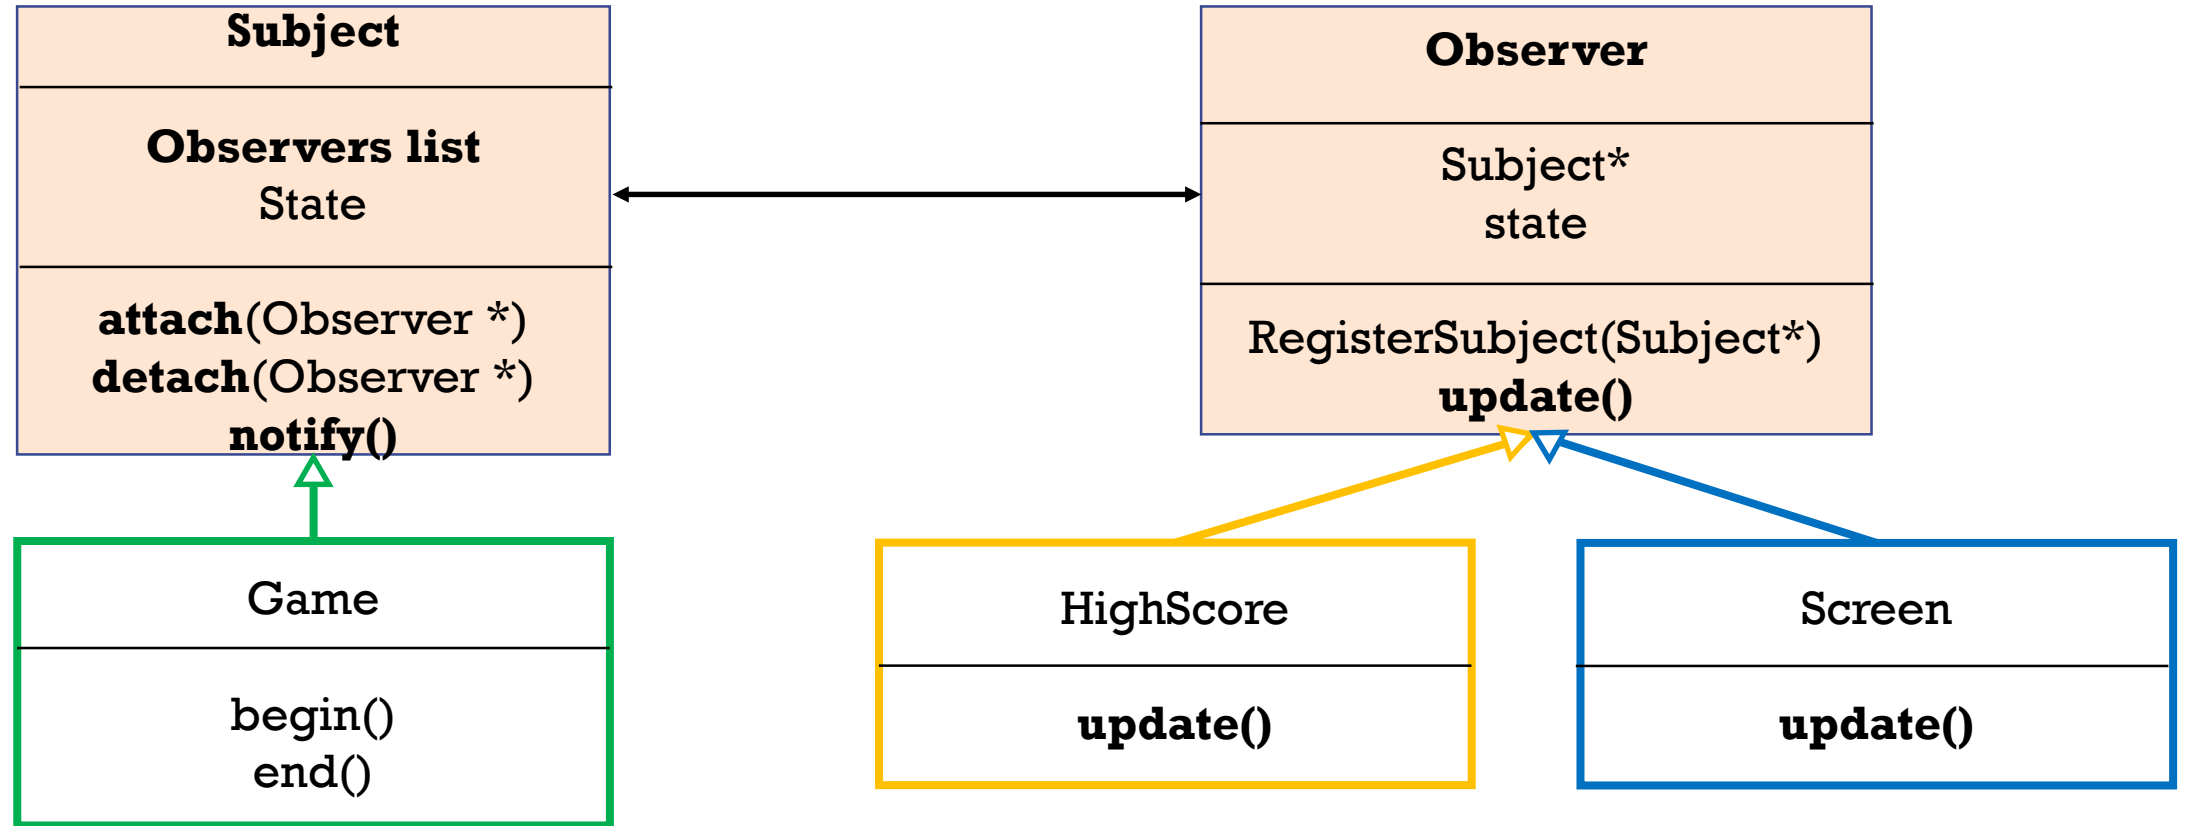 Subject
Observers list
State
attach(Observer *)
detach(Observer *)
notify()
Observer
Subject*
state
RegisterSubject(Subject*)
update()
Game
begin()
end()
HighScore
update()
Screen
update()